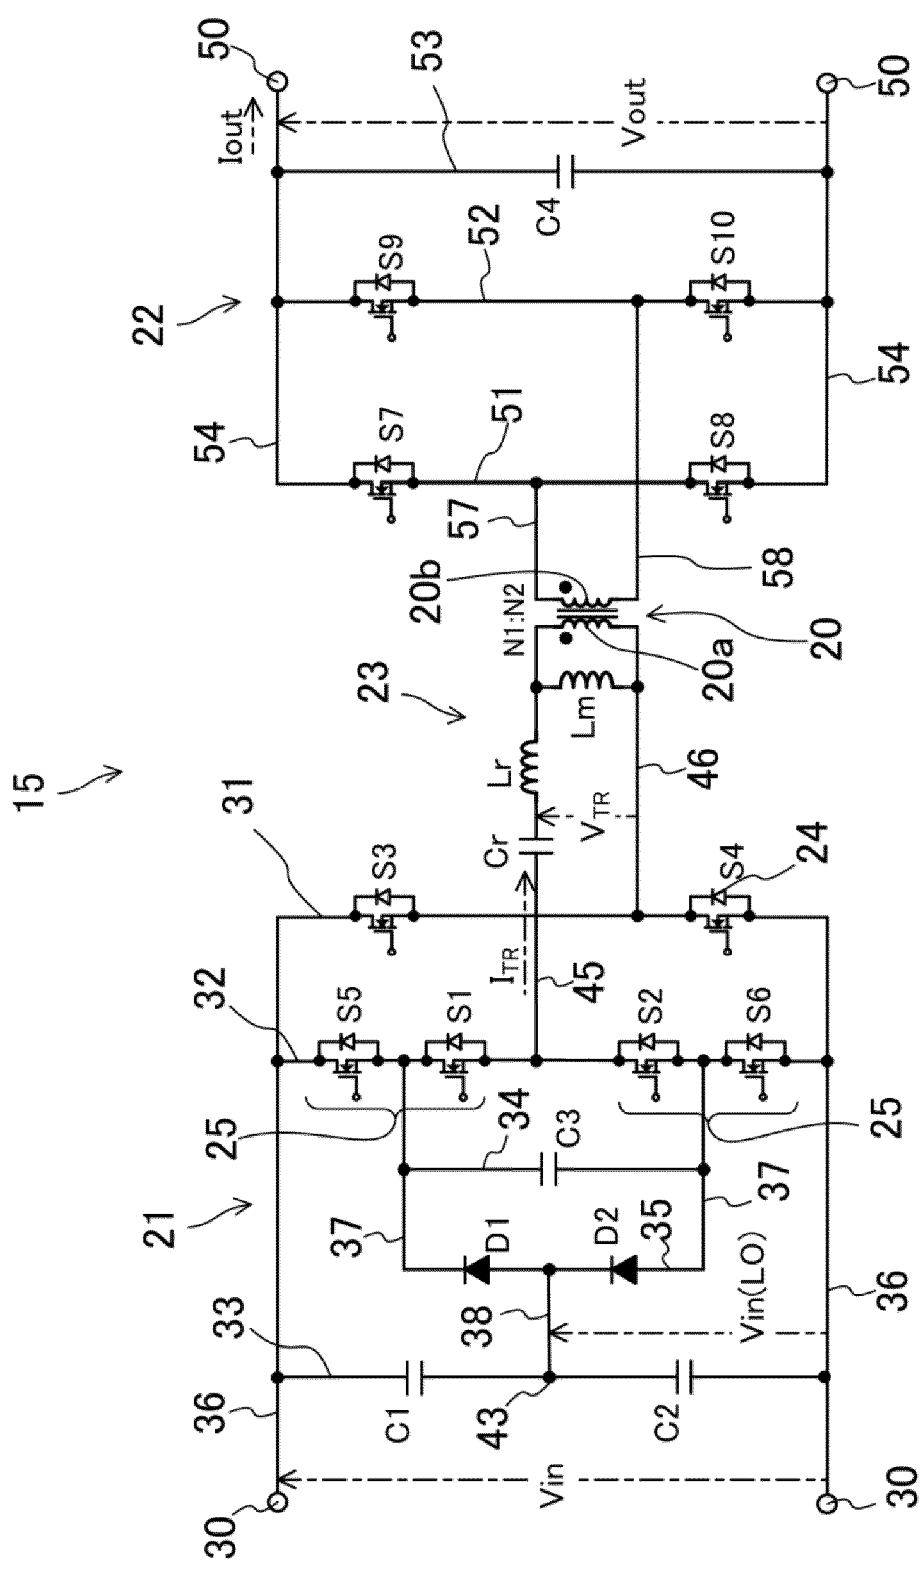 15
21
22
23
30
36
33
Vin
C1
43
C2
30
38
Vin(LO)
36
37
D1
D2
35
37
25
34
C3
25
32
S5
S1
S2
S6
31
S3
S4
24
ITR
45
Cr
VTR
Lr
Lm
46
N1:N2
20a
20b
20
57
58
54
S7
51
S8
54
S9
52
S10
53
C4
Iout
Vout
50
50